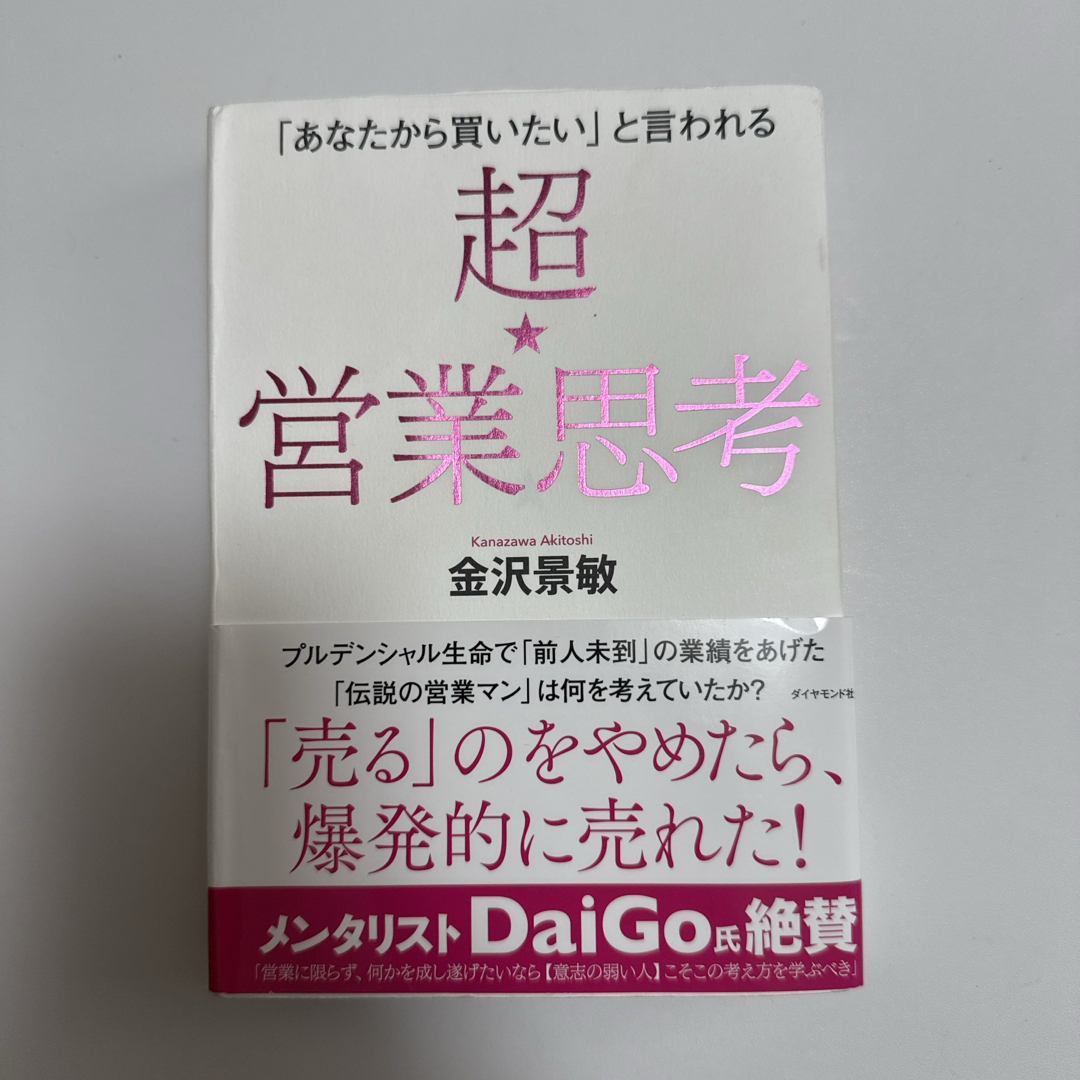 「あなたから買いたい」と言われる
超
★
営業思考
Kanazawa Akitoshi
金沢景敏
プルデンシャル生命で「前人未到」の業績をあげた
「伝説の営業マン」は何を考えていたか?
ダイヤモンド社
「売る」のをやめたら、
爆発的に売れた!
メンタリストDaiGo氏絶賛
「営業に限らず、何かを成し遂げたいなら【意志の弱い人】こそこの考え方を学ぶべき」